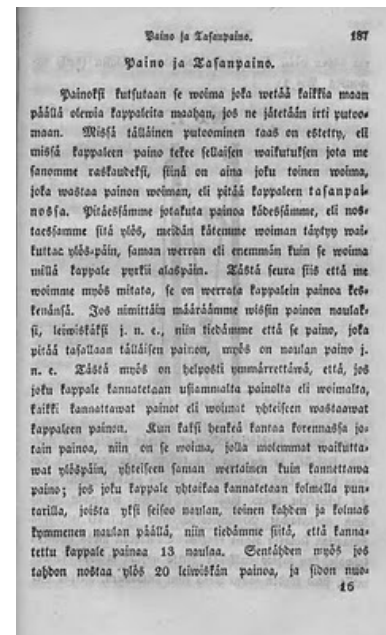 Paino ja Tasanpaino. 187
Paino ja Tasanpaino.
Painoksi kutsutaan se woima joka wetää kaikkia maan
päällä olewia kappaleita maahan, jos ne jätetään irti putoo-
maan. Missä tälläinen putoominen taas on estetty, eli
missä kappaleen paino tekee sellaisen waikutuksen jota me
sanomme raskaudeksi, siinä on aina joku toinen woima,
joka wastaa painon woiman, eli pitää kappaleen tasanpai-
nossa. Pitäessämme jotakuta painoa kädessämme, eli nos-
taessamme sitä ylös, meidän kätemme woiman täytyy wai-
kuttaa ylös-päin, saman werran eli enemmän kuin se woima
millä kappale pyrkii alaspäin. Tästä seura siis että me
woimme myös mitata, se on werrata kappalein painoa kes-
kenänsä. Jos nimittäin määräämme wissin painon naulak-
si, leiwiskäksi j. n. e., niin tiedämme että se paino, joka
pitää tasallaan tälläisen painon, myös on naulan paino j.
n. e. Tästä myös on helposti ymmärrettäwä, että, jos
joku kappale kannatetaan usiammalta painolta eli woimalta,
kaikki kannattawat painot eli woimat yhteiseen wastaawat
kappaleen painon. Kun kaksi henkeä kantaa korennassa jo-
tain painoa, niin on se woima, jolla molemmat waikutta-
wat ylöspäin, yhteiseen saman wertainen kuin kannettawa
paino; jos joku kappale yhtaikaa kannatetaan kolmella pun-
tarilla, joista yksi seisoo naulan, toinen kahden ja kolmas
kymmenen naulan päällä, niin tiedämme siitä, että kanna-
tettu kappale painaa 13 naulaa. Sentähden myös jos
tahdon nostaa ylös 20 leiwiskän painoa, ja sidon nuo-
16